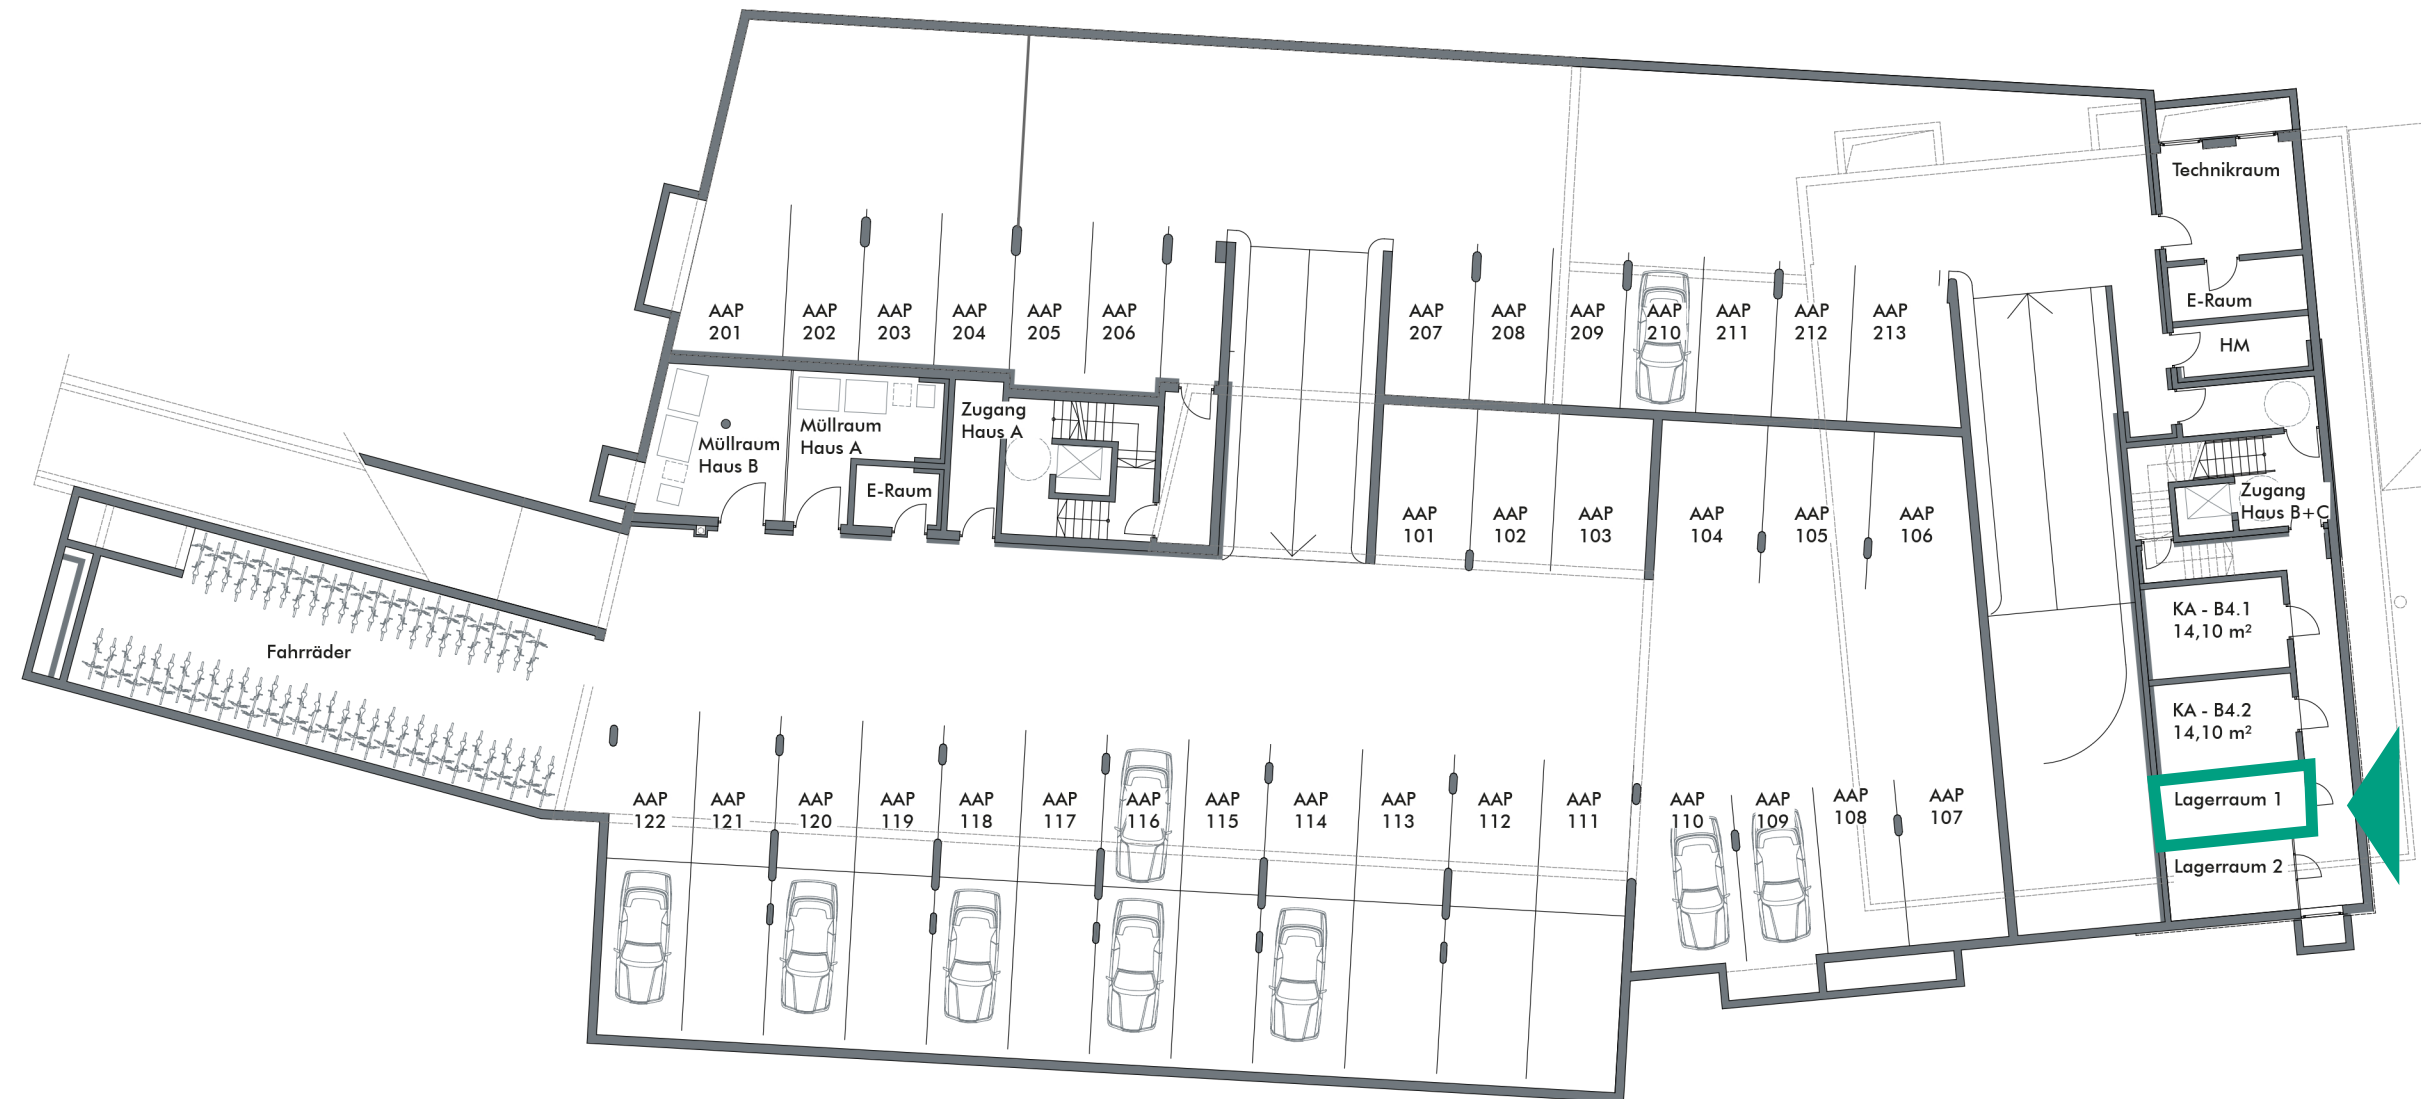 Technikraum
E-Raum
HM
AAP
201
AAP
202
AAP
203
AAP
204
AAP
205
AAP
206
AAP
207
AAP
208
AAP
209
AAP
210
AAP
211
AAP
212
AAP
213
Müllraum
Haus B
Müllraum
Haus A
E-Raum
Zugang
Haus A
AAP
101
AAP
102
AAP
103
AAP
104
AAP
105
AAP
106
Zugang
Haus B+C
Fahrräder
KA - B4.1
14,10 m²
KA - B4.2
14,10 m²
AAP
122
AAP
121
AAP
120
AAP
119
AAP
118
AAP
117
AAP
116
AAP
115
AAP
114
AAP
113
AAP
112
AAP
111
AAP
110
AAP
109
AAP
108
AAP
107
Lagerraum 1
Lagerraum 2